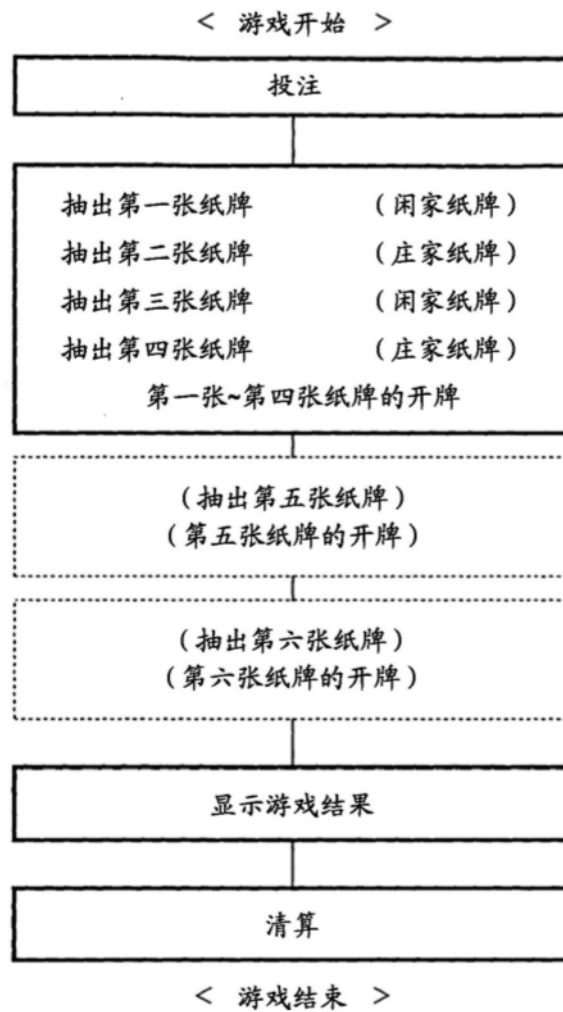 < 游戏开始 >
投注
抽出第一张纸牌 (闲家纸牌)
抽出第二张纸牌 (庄家纸牌)
抽出第三张纸牌 (闲家纸牌)
抽出第四张纸牌 (庄家纸牌)
第一张~第四张纸牌的开牌
(抽出第五张纸牌)
(第五张纸牌的开牌)
(抽出第六张纸牌)
(第六张纸牌的开牌)
显示游戏结果
清算
< 游戏结束 >